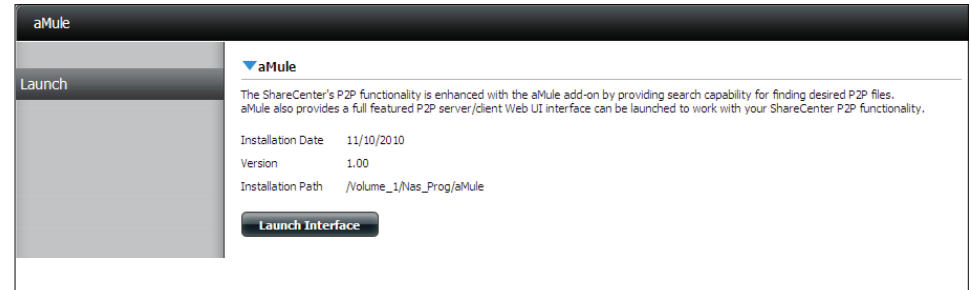 aMule
Launch
aMule
The ShareCenter's P2P functionality is enhanced with the aMule add-on by providing search capability for finding desired P2P files.
aMule also provides a full featured P2P server/client Web UI interface can be launched to work with your ShareCenter P2P functionality.
Installation Date 11/10/2010
Version 1.00
Installation Path /Volume_1/Nas_Prog/aMule
Launch Interface